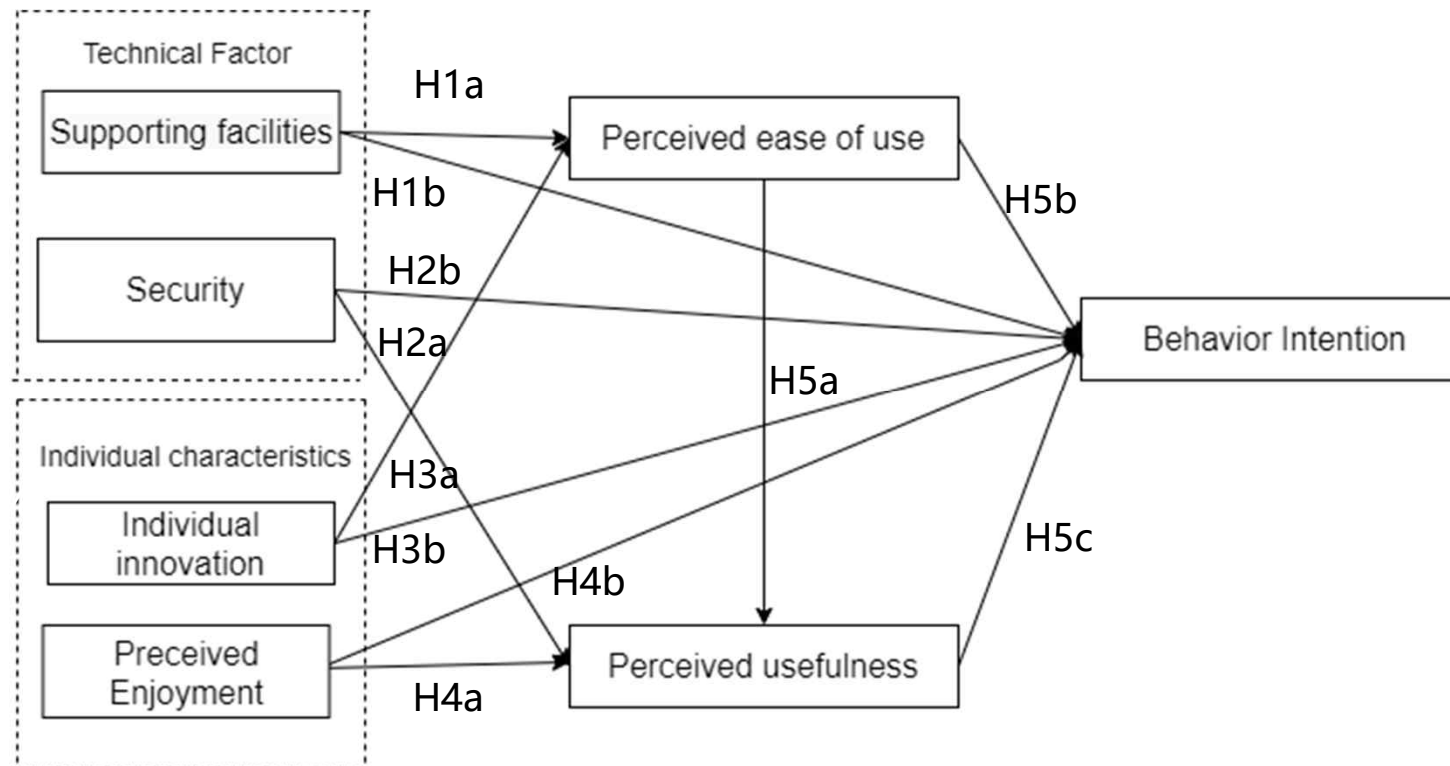 Technical Factor
Supporting facilities
H1a
Perceived ease of use
H1b
H5b
Security
H2b
H2a
Behavior Intention
H5a
Individual characteristics
H3a
Individual
innovation
H3b
H5c
H4b
Preceived
Enjoyment
Perceived usefulness
H4a